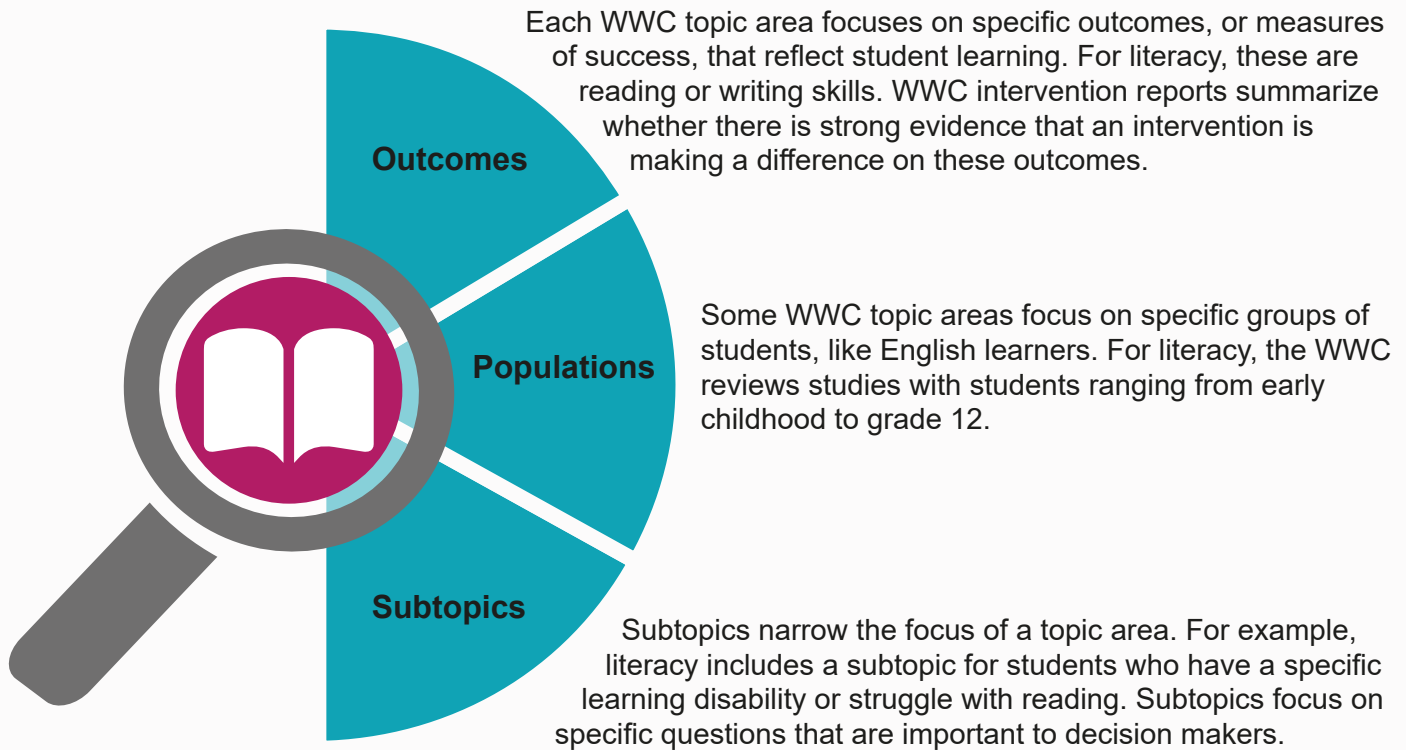 Each WWC topic area focuses on specific outcomes, or measures
of success, that reflect student learning. For literacy, these are
reading or writing skills. WWC intervention reports summarize
whether there is strong evidence that an intervention is
making a difference on these outcomes.
Outcomes
Some WWC topic areas focus on specific groups of
students, like English learners. For literacy, the WWC
reviews studies with students ranging from early
childhood to grade 12.
Populations
Subtopics
Subtopics narrow the focus of a topic area. For example,
literacy includes a subtopic for students who have a specific
learning disability or struggle with reading. Subtopics focus on
specific questions that are important to decision makers.